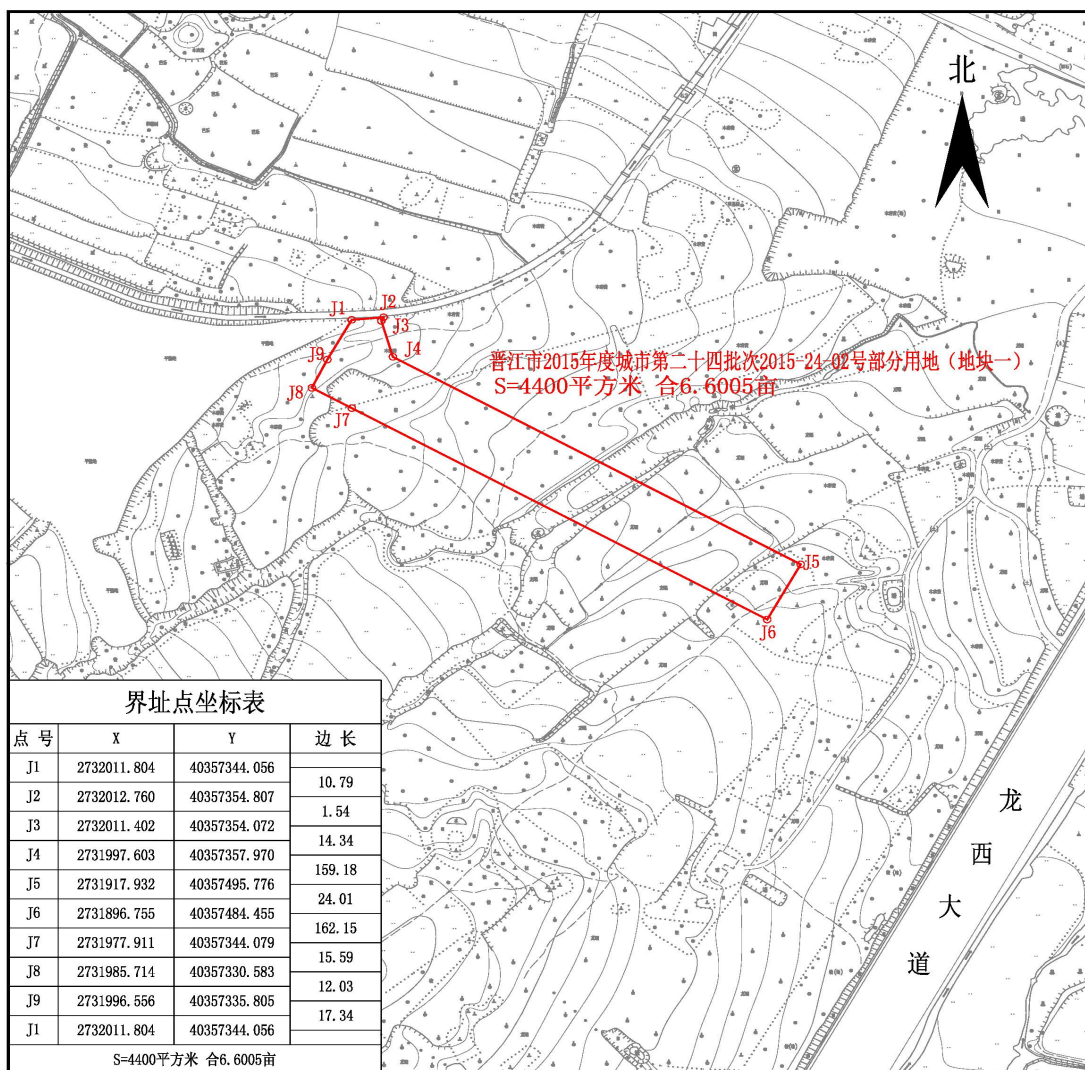 北
J1
J2
J3
J4
J9
J8
J7
J5
J6
晋江市2015年度城市第二十四批次2015-24-02号部分用地（地块一）
S=4400平方米 合6.6005亩
龙西大道
界址点坐标表
点号 X Y 边长
J1 2732011.804 40357344.056
10.79
J2 2732012.760 40357354.807
1.54
J3 2732011.402 40357354.072
14.34
J4 2731997.603 40357357.970
159.18
J5 2731917.932 40357495.776
24.01
J6 2731896.755 40357484.455
162.15
J7 2731977.911 40357344.079
15.59
J8 2731985.714 40357330.583
12.03
J9 2731996.556 40357335.805
17.34
J1 2732011.804 40357344.056
S=4400平方米 合6.6005亩